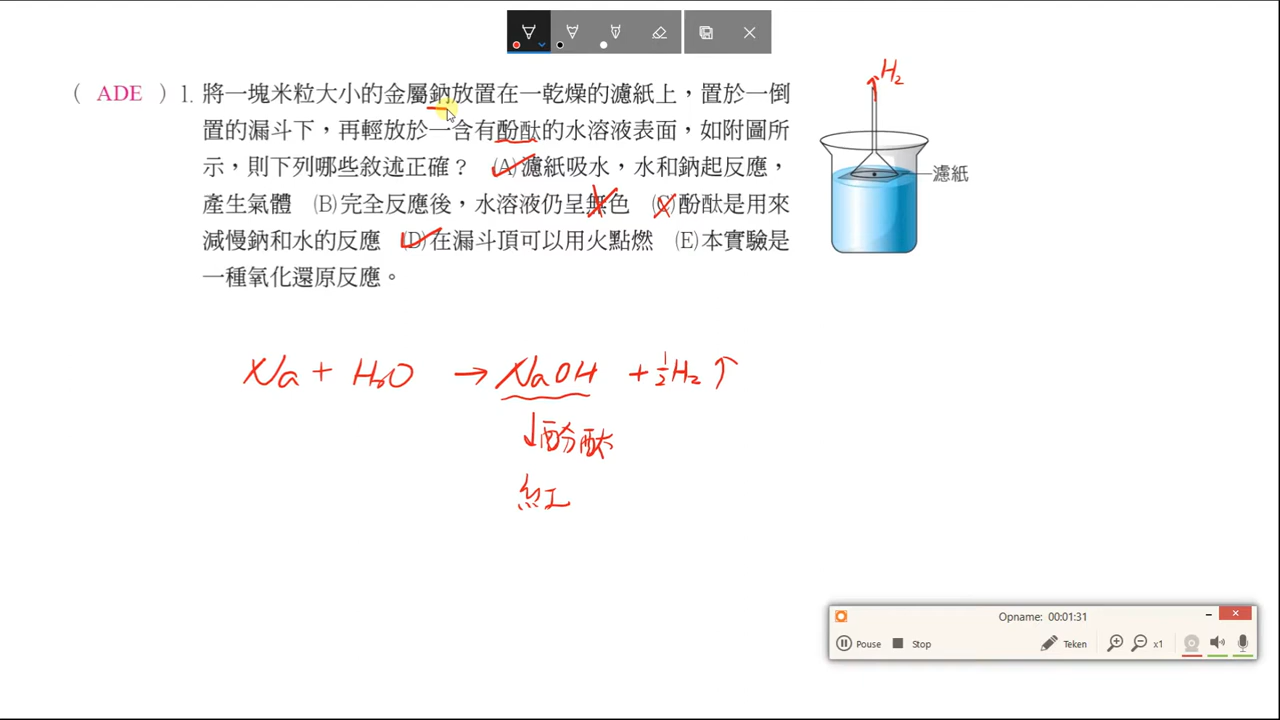 ( ADE ) 1. 將一塊米粒大小的金屬鈉放置在一乾燥的濾紙上，置於一倒
置的漏斗下，再輕放於一含有酚酞的水溶液表面，如附圖所
示，則下列哪些敘述正確？ (A)濾紙吸水，水和鈉起反應，
產生氣體 (B)完全反應後，水溶液仍呈無色 (C)酚酞是用來
減慢鈉和水的反應 (D)在漏斗頂可以用火點燃 (E)本實驗是
一種氧化還原反應。
H₂
濾紙
Na + H₂O → NaOH + ½H₂ ↑
↓酚酞
紅
Opname: 00:01:31
Pause Stop Teken x1